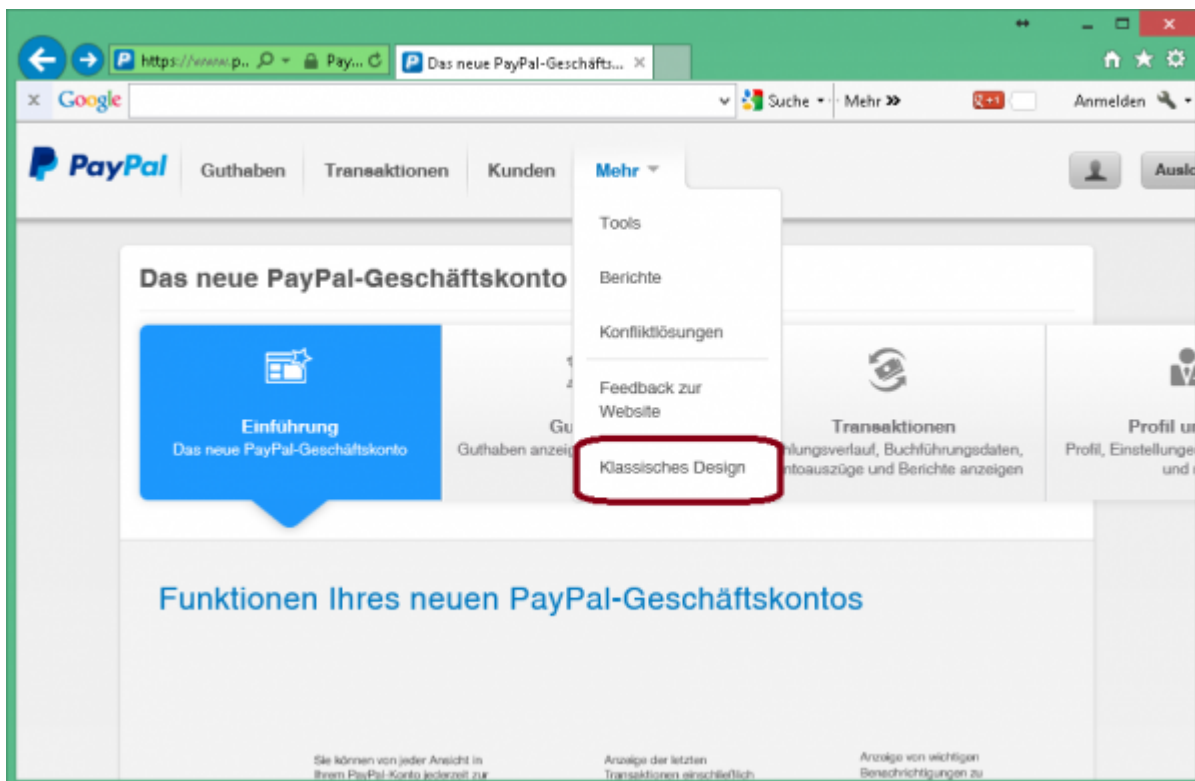 https://www.p.. Pay... Das neue PayPal-Geschäfts...
Google Suche Mehr Anmelden
PayPal Guthaben Transaktionen Kunden Mehr
Tools
Das neue PayPal-Geschäftskonto
Berichte
Konfliktlösungen
Feedback zur
Website
Klassisches Design
Einführung
Das neue PayPal-Geschäftskonto
Gu
Guthaben anzeig
Transaktionen
hlungsverlauf, Buchführungsdaten,
ntoauszüge und Berichte anzeigen
Profil un
Profil, Einstellunge
und
Funktionen Ihres neuen PayPal-Geschäftskontos
Sie können von jeder Ansicht in
Ihrem PayPal-Konto jederzeit zur
Anzeige der letzten
Transaktionen einschließlich
Anzeige von wichtigen
Benachrichtigungen zu